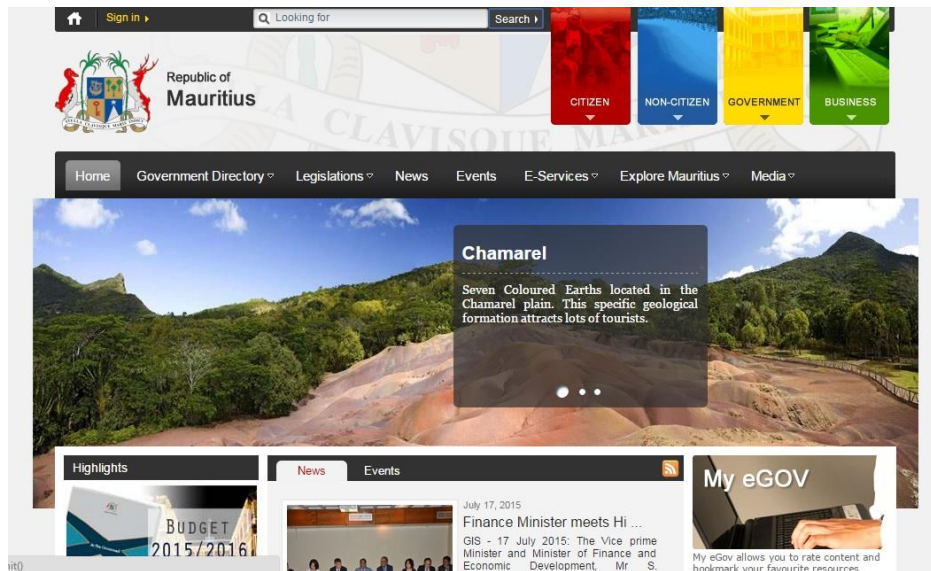 Sign in
Looking for
Search
Republic of
Mauritius
CITIZEN
NON-CITIZEN
GOVERNMENT
BUSINESS
LA CLAVISQUE MAR
Home
Government Directory
Legislations
News
Events
E-Services
Explore Mauritius
Media
Chamarel
Seven Coloured Earths located in the
Chamarel plain. This specific geological
formation attracts lots of tourists.
Highlights
News
Events
My eGOV
BUDGET
2015/2016
July 17, 2015
Finance Minister meets Hi ...
GIS - 17 July 2015: The Vice prime
Minister and Minister of Finance and
Economic Development, Mr S.
My eGov allows you to rate content and
bookmark your favourite resources
nit()